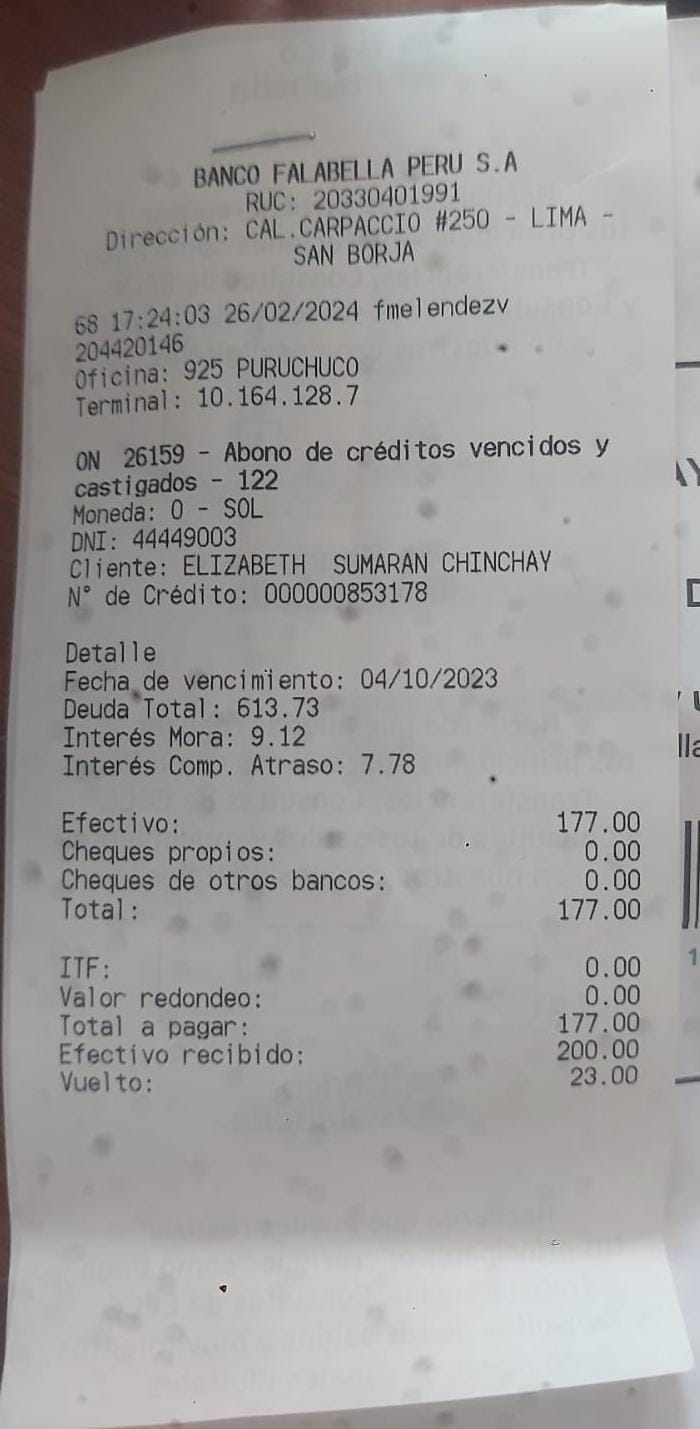 BANCO FALABELLA PERU S.A
RUC: 20330401991
Dirección: CAL.CARPACCIO #250 - LIMA -
SAN BORJA
68 17:24:03 26/02/2024 fmelendezv
204420146
Oficina: 925 PURUCHUCO
Terminal: 10.164.128.7
ON 26159 - Abono de créditos vencidos y
castigados - 122
Moneda: 0 - SOL
DNI: 44449003
Cliente: ELIZABETH SUMARAN CHINCHAY
N° de Crédito: 000000853178
Detalle
Fecha de vencimiento: 04/10/2023
Deuda Total: 613.73
Interés Mora: 9.12
Interés Comp. Atraso: 7.78
Efectivo: 177.00
Cheques propios: 0.00
Cheques de otros bancos: 0.00
Total: 177.00
ITF: 0.00
Valor redondeo: 0.00
Total a pagar: 177.00
Efectivo recibido: 200.00
Vuelto: 23.00